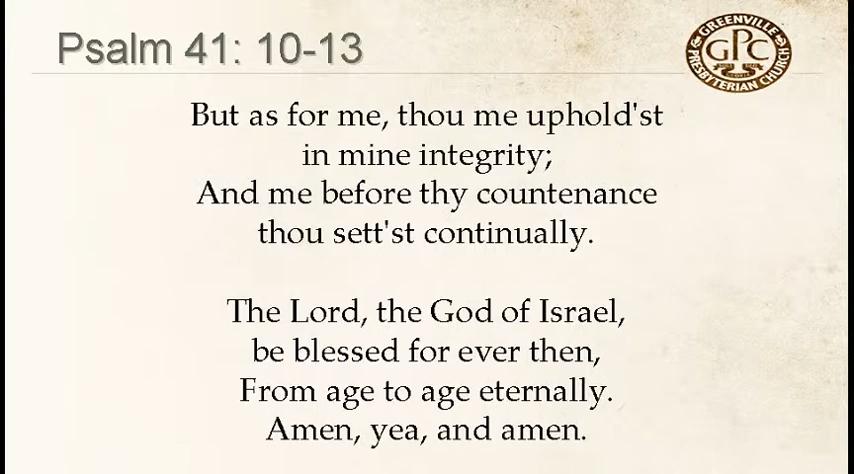 Psalm 41: 10-13
GREENVILLE
GPC
PRESBYTERIAN CHURCH
But as for me, thou me uphold'st
in mine integrity;
And me before thy countenance
thou sett'st continually.
The Lord, the God of Israel,
be blessed for ever then,
From age to age eternally.
Amen, yea, and amen.